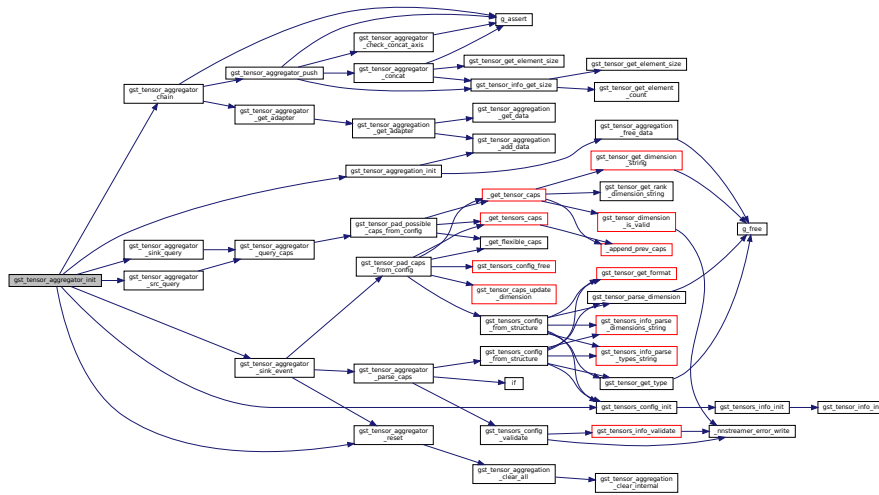 g_assert
gst_tensor_aggregator
_check_concat_axis
gst_tensor_get_element_size
gst_tensor_get_element_size
gst_tensor_aggregator_push
gst_tensor_aggregator
_concat
gst_tensor_info_get_size
gst_tensor_aggregator
_chain
gst_tensor_get_element
_count
gst_tensor_aggregator
_get_adapter
gst_tensor_aggregation
_get_data
gst_tensor_aggregation
_get_adapter
gst_tensor_aggregation
_free_data
gst_tensor_aggregation
_add_data
gst_tensor_get_dimension
_string
gst_tensor_aggregation_init
gst_tensor_get_rank
_dimension_string
_get_tensor_caps
gst_tensor_dimension
_is_valid
_get_tensors_caps
gst_tensor_pad_possible
_caps_from_config
g_free
_get_flexible_caps
_append_prev_caps
gst_tensor_aggregator
_sink_query
gst_tensor_aggregator
_query_caps
gst_tensor_pad_caps
_from_config
gst_tensors_config_free
gst_tensor_get_format
gst_tensor_aggregator_init
gst_tensor_aggregator
_src_query
gst_tensor_caps_update
_dimension
gst_tensor_parse_dimension
gst_tensors_config
_from_structure
gst_tensors_info_parse
_dimensions_string
gst_tensors_config
_from_structure
gst_tensors_info_parse
_types_string
gst_tensor_aggregator
_sink_event
gst_tensor_aggregator
_parse_caps
if
gst_tensor_get_type
gst_tensors_config_init
gst_tensors_info_init
gst_tensor_info_in
gst_tensor_aggregator
_reset
gst_tensors_config
_validate
gst_tensors_info_validate
_nnstreamer_error_write
gst_tensor_aggregation
_clear_all
gst_tensor_aggregation
_clear_internal